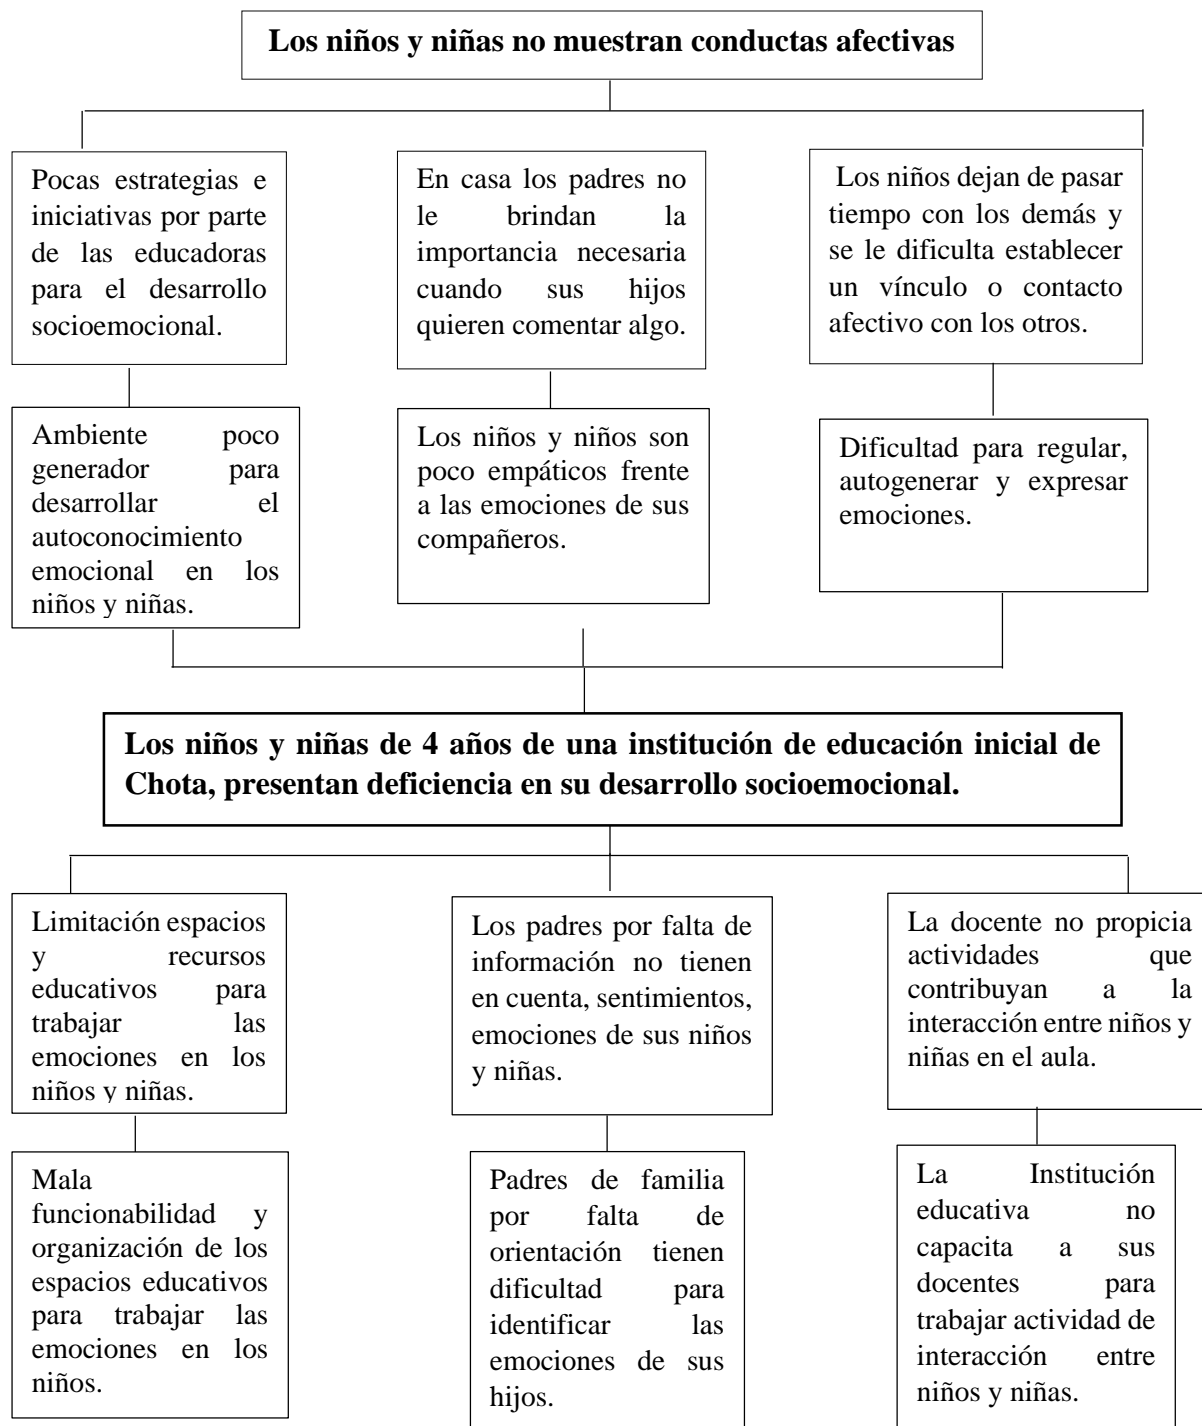 Los niños y niñas no muestran conductas afectivas
Pocas estrategias e
iniciativas por parte
de las educadoras
para el desarrollo
socioemocional.
En casa los padres no
le brindan la
importancia necesaria
cuando sus hijos
quieren comentar algo.
Los niños dejan de pasar
tiempo con los demás y
se le dificulta establecer
un vínculo o contacto
afectivo con los otros.
Ambiente poco
generador para
desarrollar el
autoconocimiento
emocional en los
niños y niñas.
Los niños y niños son
poco empáticos frente
a las emociones de sus
compañeros.
Dificultad para regular,
autogenerar y expresar
emociones.
Los niños y niñas de 4 años de una institución de educación inicial de
Chota, presentan deficiencia en su desarrollo socioemocional.
Limitación espacios
y recursos
educativos para
trabajar las
emociones en los
niños y niñas.
Los padres por falta de
información no tienen
en cuenta, sentimientos,
emociones de sus niños
y niñas.
La docente no propicia
actividades que
contribuyan a la
interacción entre niños y
niñas en el aula.
Mala
funcionabilidad y
organización de los
espacios educativos
para trabajar las
emociones en los
niños.
Padres de familia
por falta de
orientación tienen
dificultad para
identificar las
emociones de sus
hijos.
La Institución
educativa no
capacita a sus
docentes para
trabajar actividad de
interacción entre
niños y niñas.